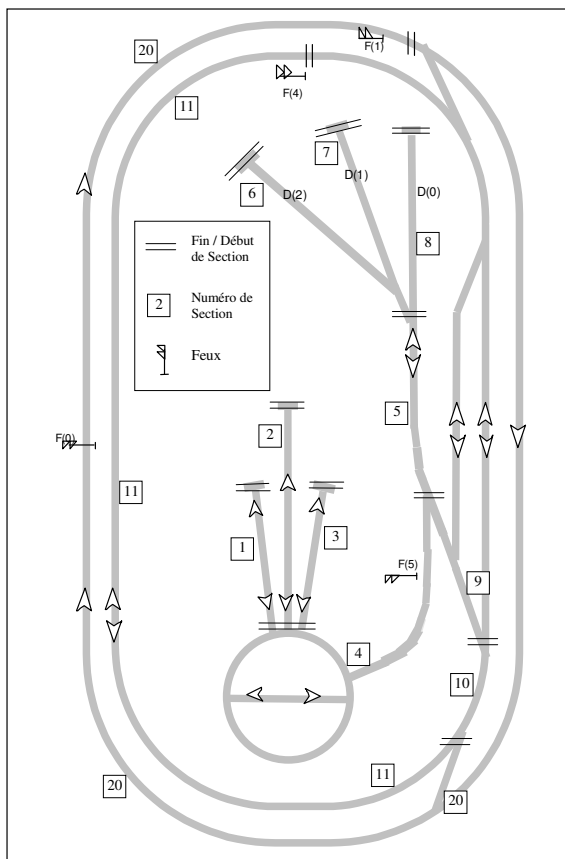 20
F(1)
F(4)
11
7
6
D(2)
D(1)
D(0)
8
Fin / Début
de Section
2
Numéro de
Section
Feux
5
2
F(0)
11
1
3
F(5)
9
4
10
11
20
20